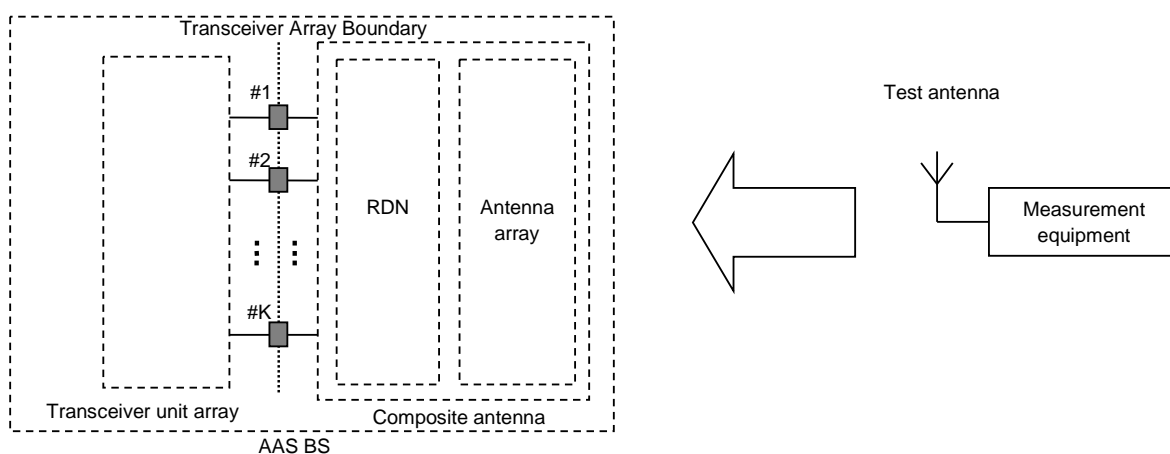 Transceiver Array Boundary
#1
#2
#K
RDN
Antenna
array
Transceiver unit array
Composite antenna
AAS BS
Test antenna
Measurement
equipment